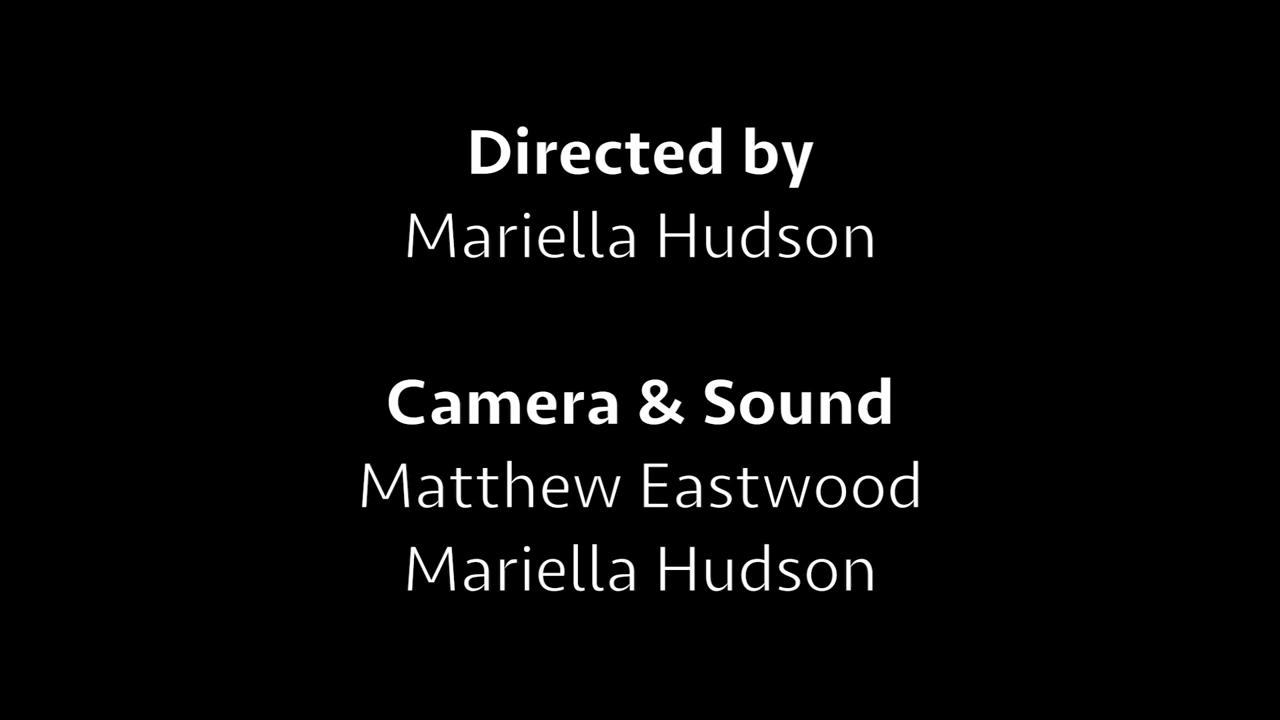 Directed by
Mariella Hudson
Camera & Sound
Matthew Eastwood
Mariella Hudson